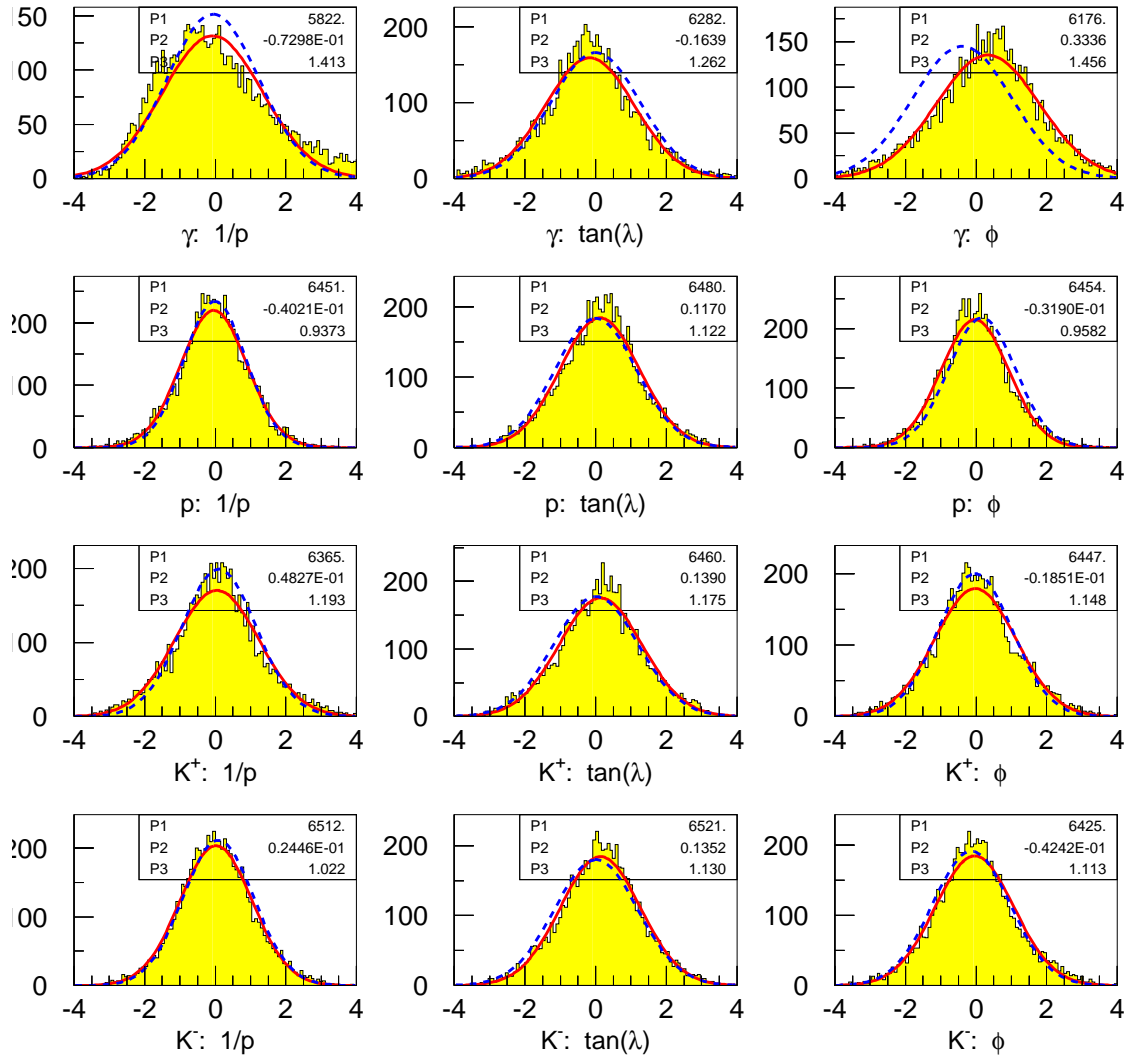 P1 5822.
P2 -0.7298E-01
P3 1.413
50
100
50
0
-4 -2 0 2 4
γ: 1/p
P1 6282.
P2 -0.1639
P3 1.262
200
100
0
-4 -2 0 2 4
γ: tan(λ)
P1 6176.
P2 0.3336
P3 1.456
150
100
50
0
-4 -2 0 2 4
γ: ϕ
P1 6451.
P2 -0.4021E-01
P3 0.9373
200
100
0
-4 -2 0 2 4
p: 1/p
P1 6480.
P2 0.1170
P3 1.122
200
100
0
-4 -2 0 2 4
p: tan(λ)
P1 6454.
P2 -0.3190E-01
P3 0.9582
200
100
0
-4 -2 0 2 4
p: ϕ
P1 6365.
P2 0.4827E-01
P3 1.193
200
100
0
-4 -2 0 2 4
K⁺: 1/p
P1 6460.
P2 0.1390
P3 1.175
200
100
0
-4 -2 0 2 4
K⁺: tan(λ)
P1 6447.
P2 -0.1851E-01
P3 1.148
200
100
0
-4 -2 0 2 4
K⁺: ϕ
P1 6512.
P2 0.2446E-01
P3 1.022
200
100
0
-4 -2 0 2 4
K⁻: 1/p
P1 6521.
P2 0.1352
P3 1.130
200
100
0
-4 -2 0 2 4
K⁻: tan(λ)
P1 6425.
P2 -0.4242E-01
P3 1.113
200
100
0
-4 -2 0 2 4
K⁻: ϕ